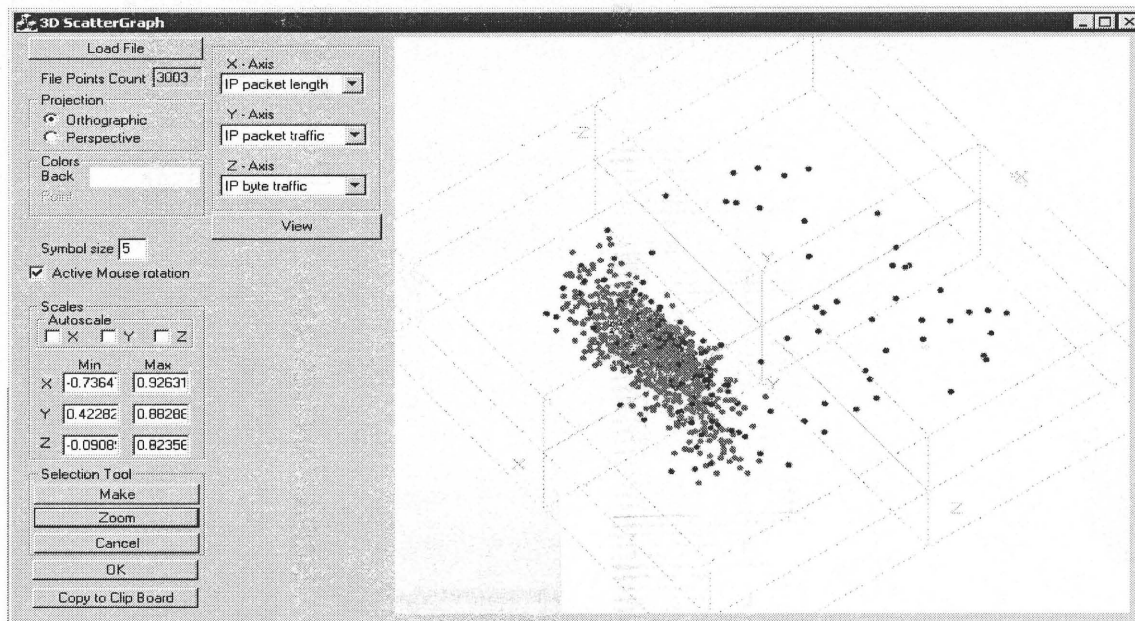 3D ScatterGraph
Load File
File Points Count 3003
Projection
Orthographic
Perspective
Colors
Back
Point
Symbol size 5
Active Mouse rotation
X - Axis
IP packet length
Y - Axis
IP packet traffic
Z - Axis
IP byte traffic
View
Scales
Autoscale
X Y Z
Min Max
X -0.7364 0.92631
Y 0.42282 0.88286
Z -0.0908 0.82356
Selection Tool
Make
Zoom
Cancel
OK
Copy to Clip Board
Z
X
Y
Y
X
Z